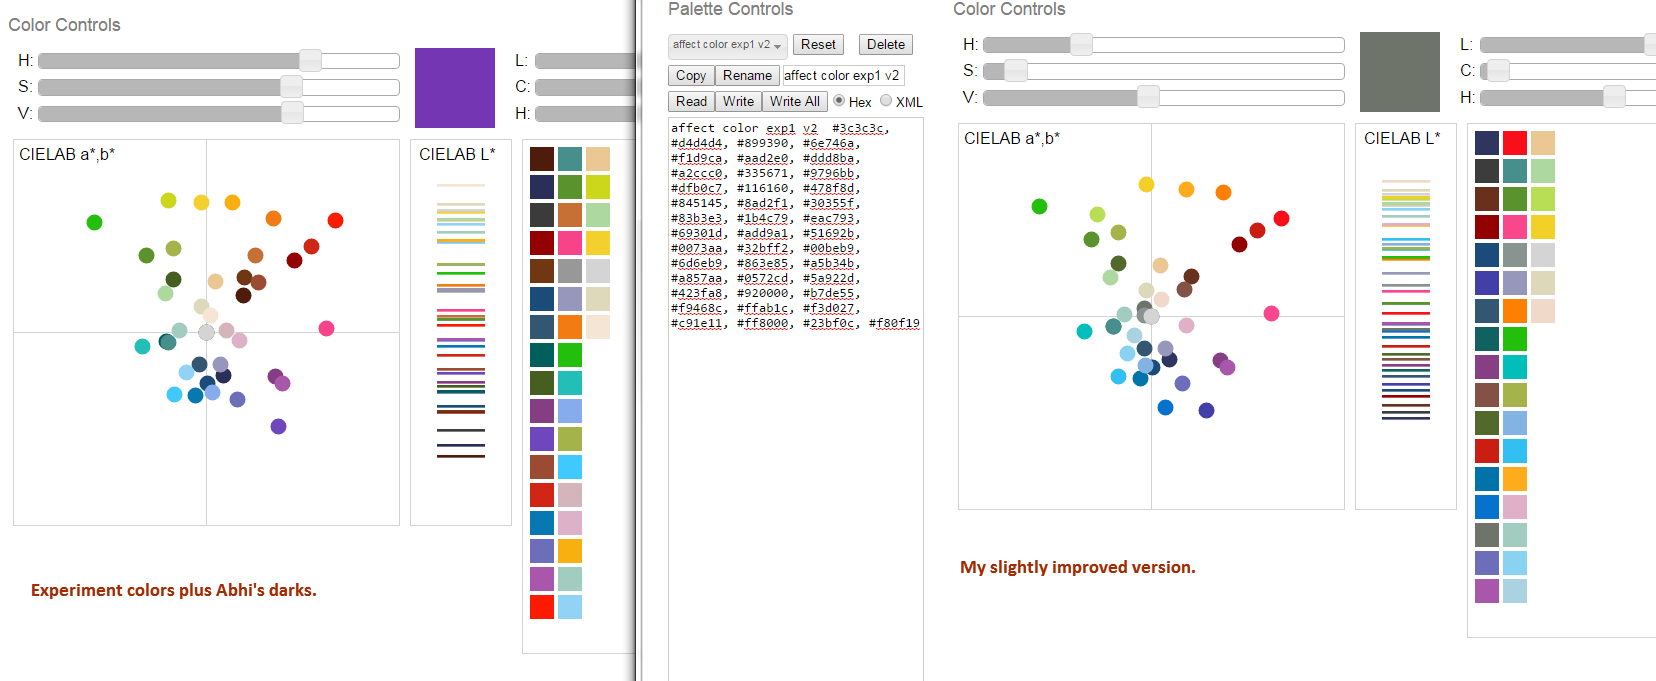 Color Controls
H:
S:
V:
L:
C:
H:
CIELAB a*,b*
CIELAB L*
Experiment colors plus Abhi's darks.
Palette Controls
affect color exp1 v2
Reset
Delete
Copy
Rename
affect color exp1 v2
Read
Write
Write All
Hex
XML
affect color exp1 v2  #3c3c3c,
#d4d4d4, #899390, #6e746a,
#f1d9ca, #aad2e0, #ddd8ba,
#a2ccc0, #335671, #9796bb,
#dfb0c7, #116160, #478f8d,
#845145, #8ad2f1, #30355f,
#83b3e3, #1b4c79, #eac793,
#69301d, #add9a1, #51692b,
#0073aa, #32bff2, #00beb9,
#6d6eb9, #863e85, #a5b34b,
#a857aa, #0572cd, #5a922d,
#423fa8, #920000, #b7de55,
#f9468c, #ffab1c, #f3d027,
#c91e11, #ff8000, #23bf0c, #f80f19
Color Controls
H:
S:
V:
L:
C:
H:
CIELAB a*,b*
CIELAB L*
My slightly improved version.